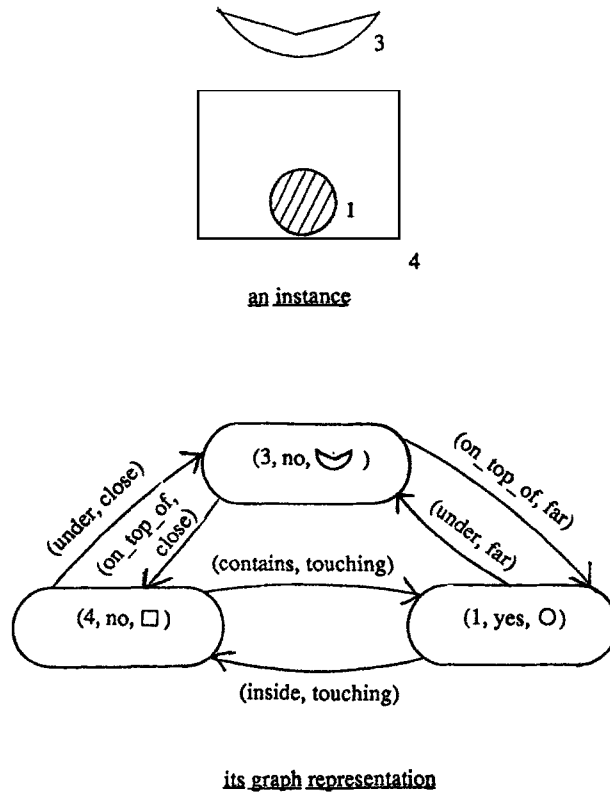 3
1
4
an instance
(3, no, )
(on_top_of, far)
(under, close)
(on_top_of,
close)
(under, far)
(contains, touching)
(4, no, □)
(1, yes, ○)
(inside, touching)
its graph representation